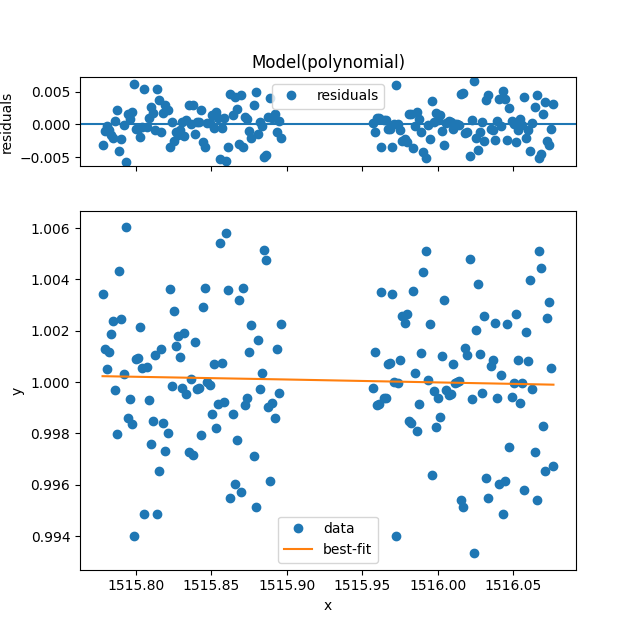 Model(polynomial)
residuals
0.005
0.000
−0.005
residuals
1.006
1.004
1.002
1.000
0.998
0.996
0.994
y
data
best-fit
1515.80
1515.85
1515.90
1515.95
1516.00
1516.05
x